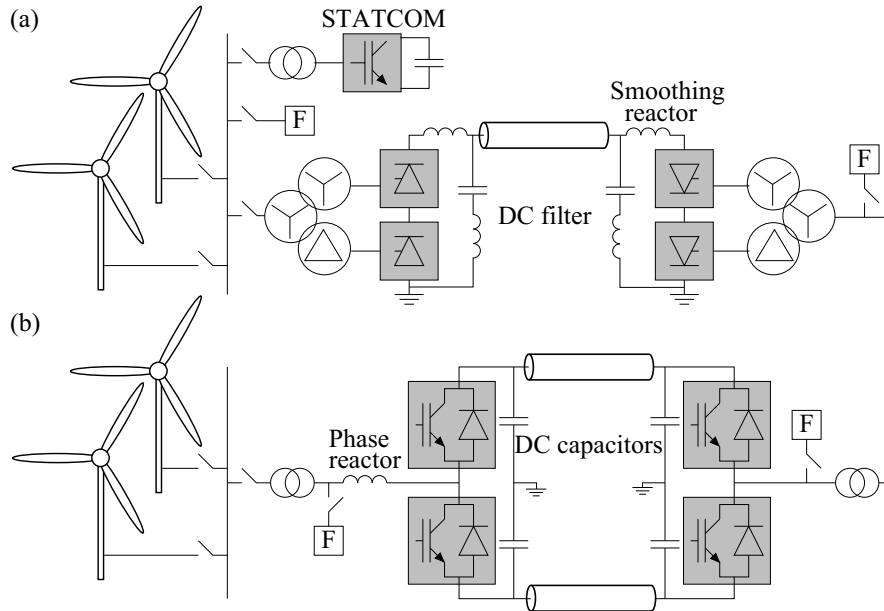 (a)
STATCOM
F
Smoothing
reactor
F
DC filter
(b)
Phase
reactor
DC capacitors
F
F